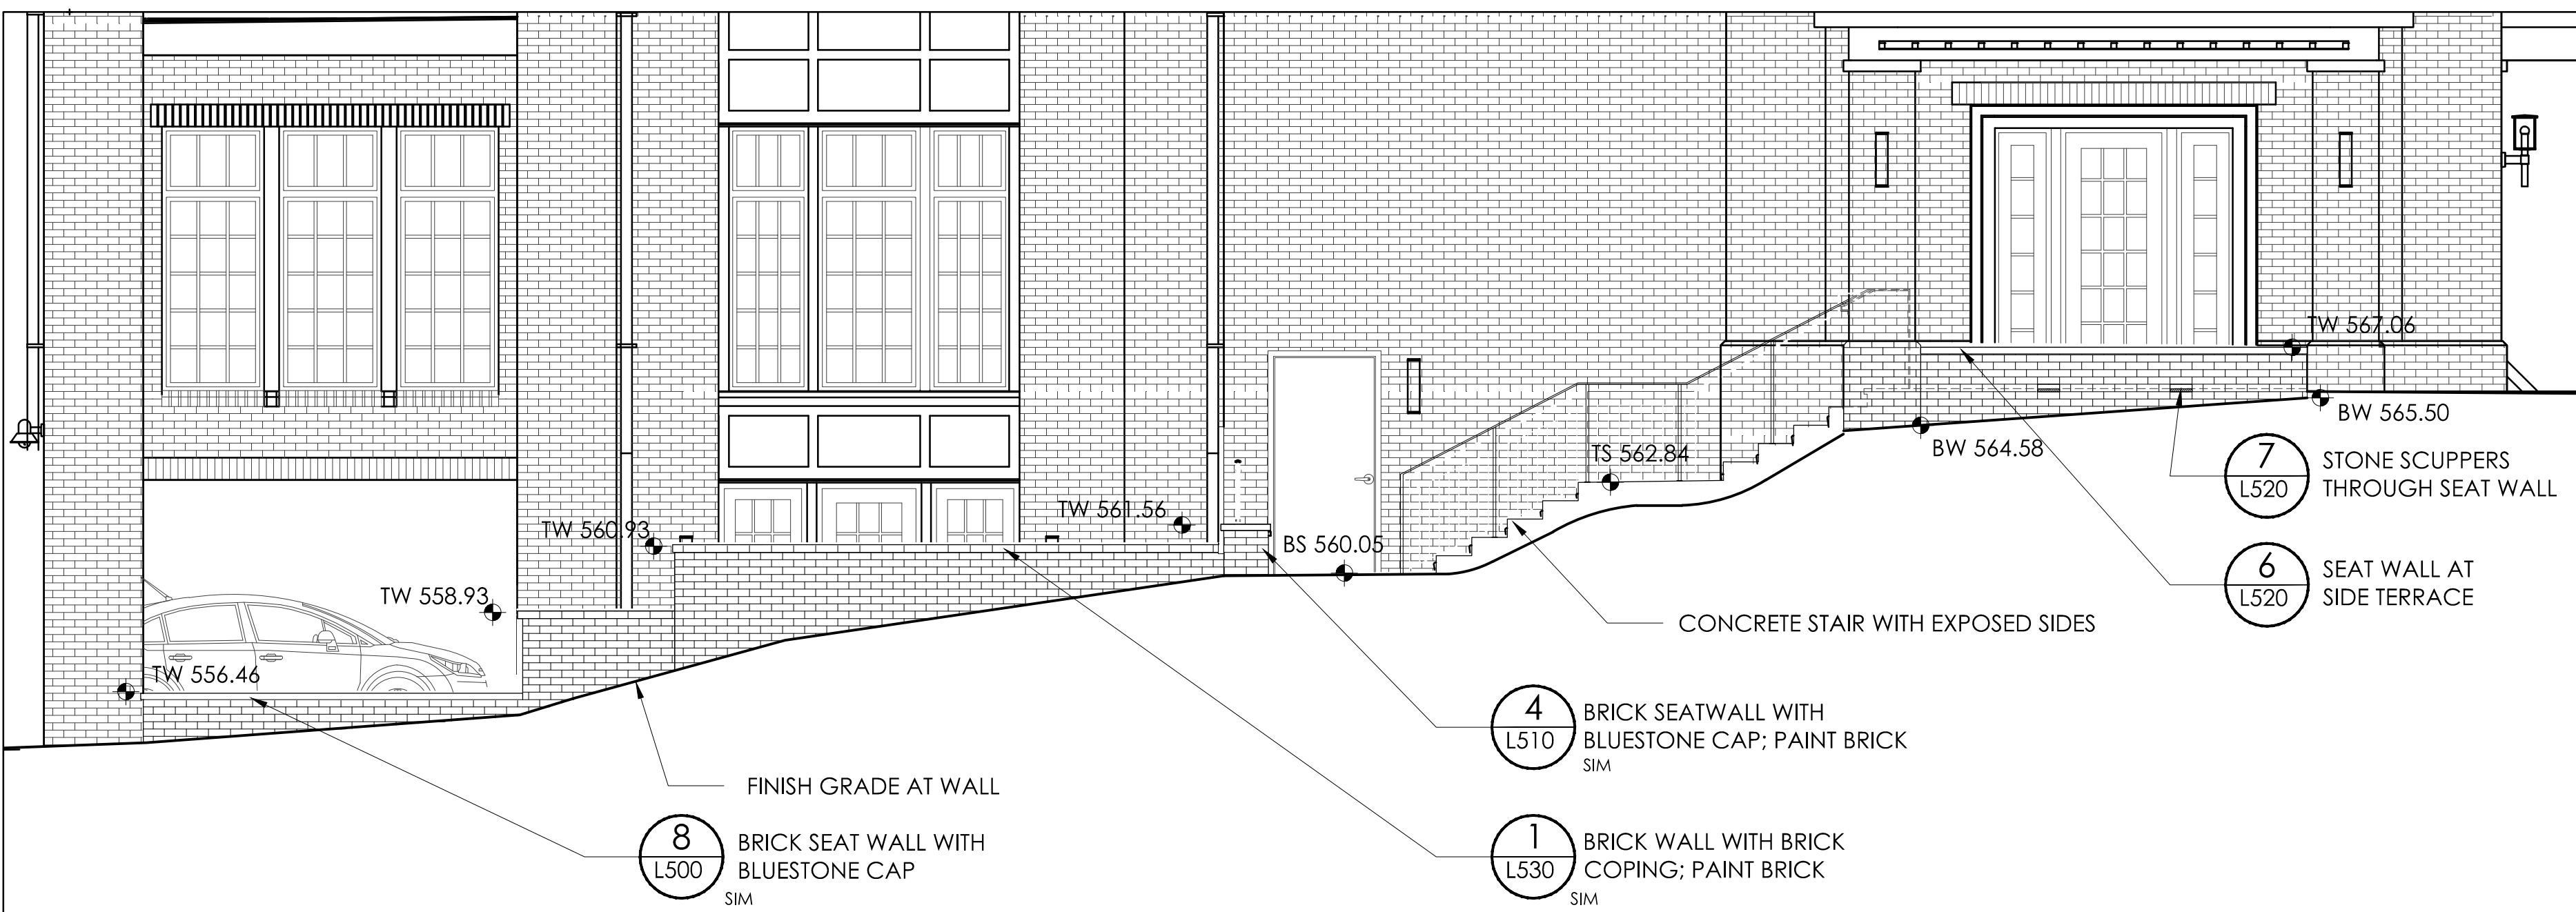 TW 567.06
BW 565.50
BW 564.58
7
L520
STONE SCUPPERS
THROUGH SEAT WALL
TS 562.84
TW 561.56
TW 560.93
BS 560.05
6
L520
SEAT WALL AT
SIDE TERRACE
TW 558.93
CONCRETE STAIR WITH EXPOSED SIDES
TW 556.46
4
L510
BRICK SEATWALL WITH
BLUESTONE CAP; PAINT BRICK
SIM
FINISH GRADE AT WALL
8
L500
BRICK SEAT WALL WITH
BLUESTONE CAP
SIM
1
L530
BRICK WALL WITH BRICK
COPING; PAINT BRICK
SIM